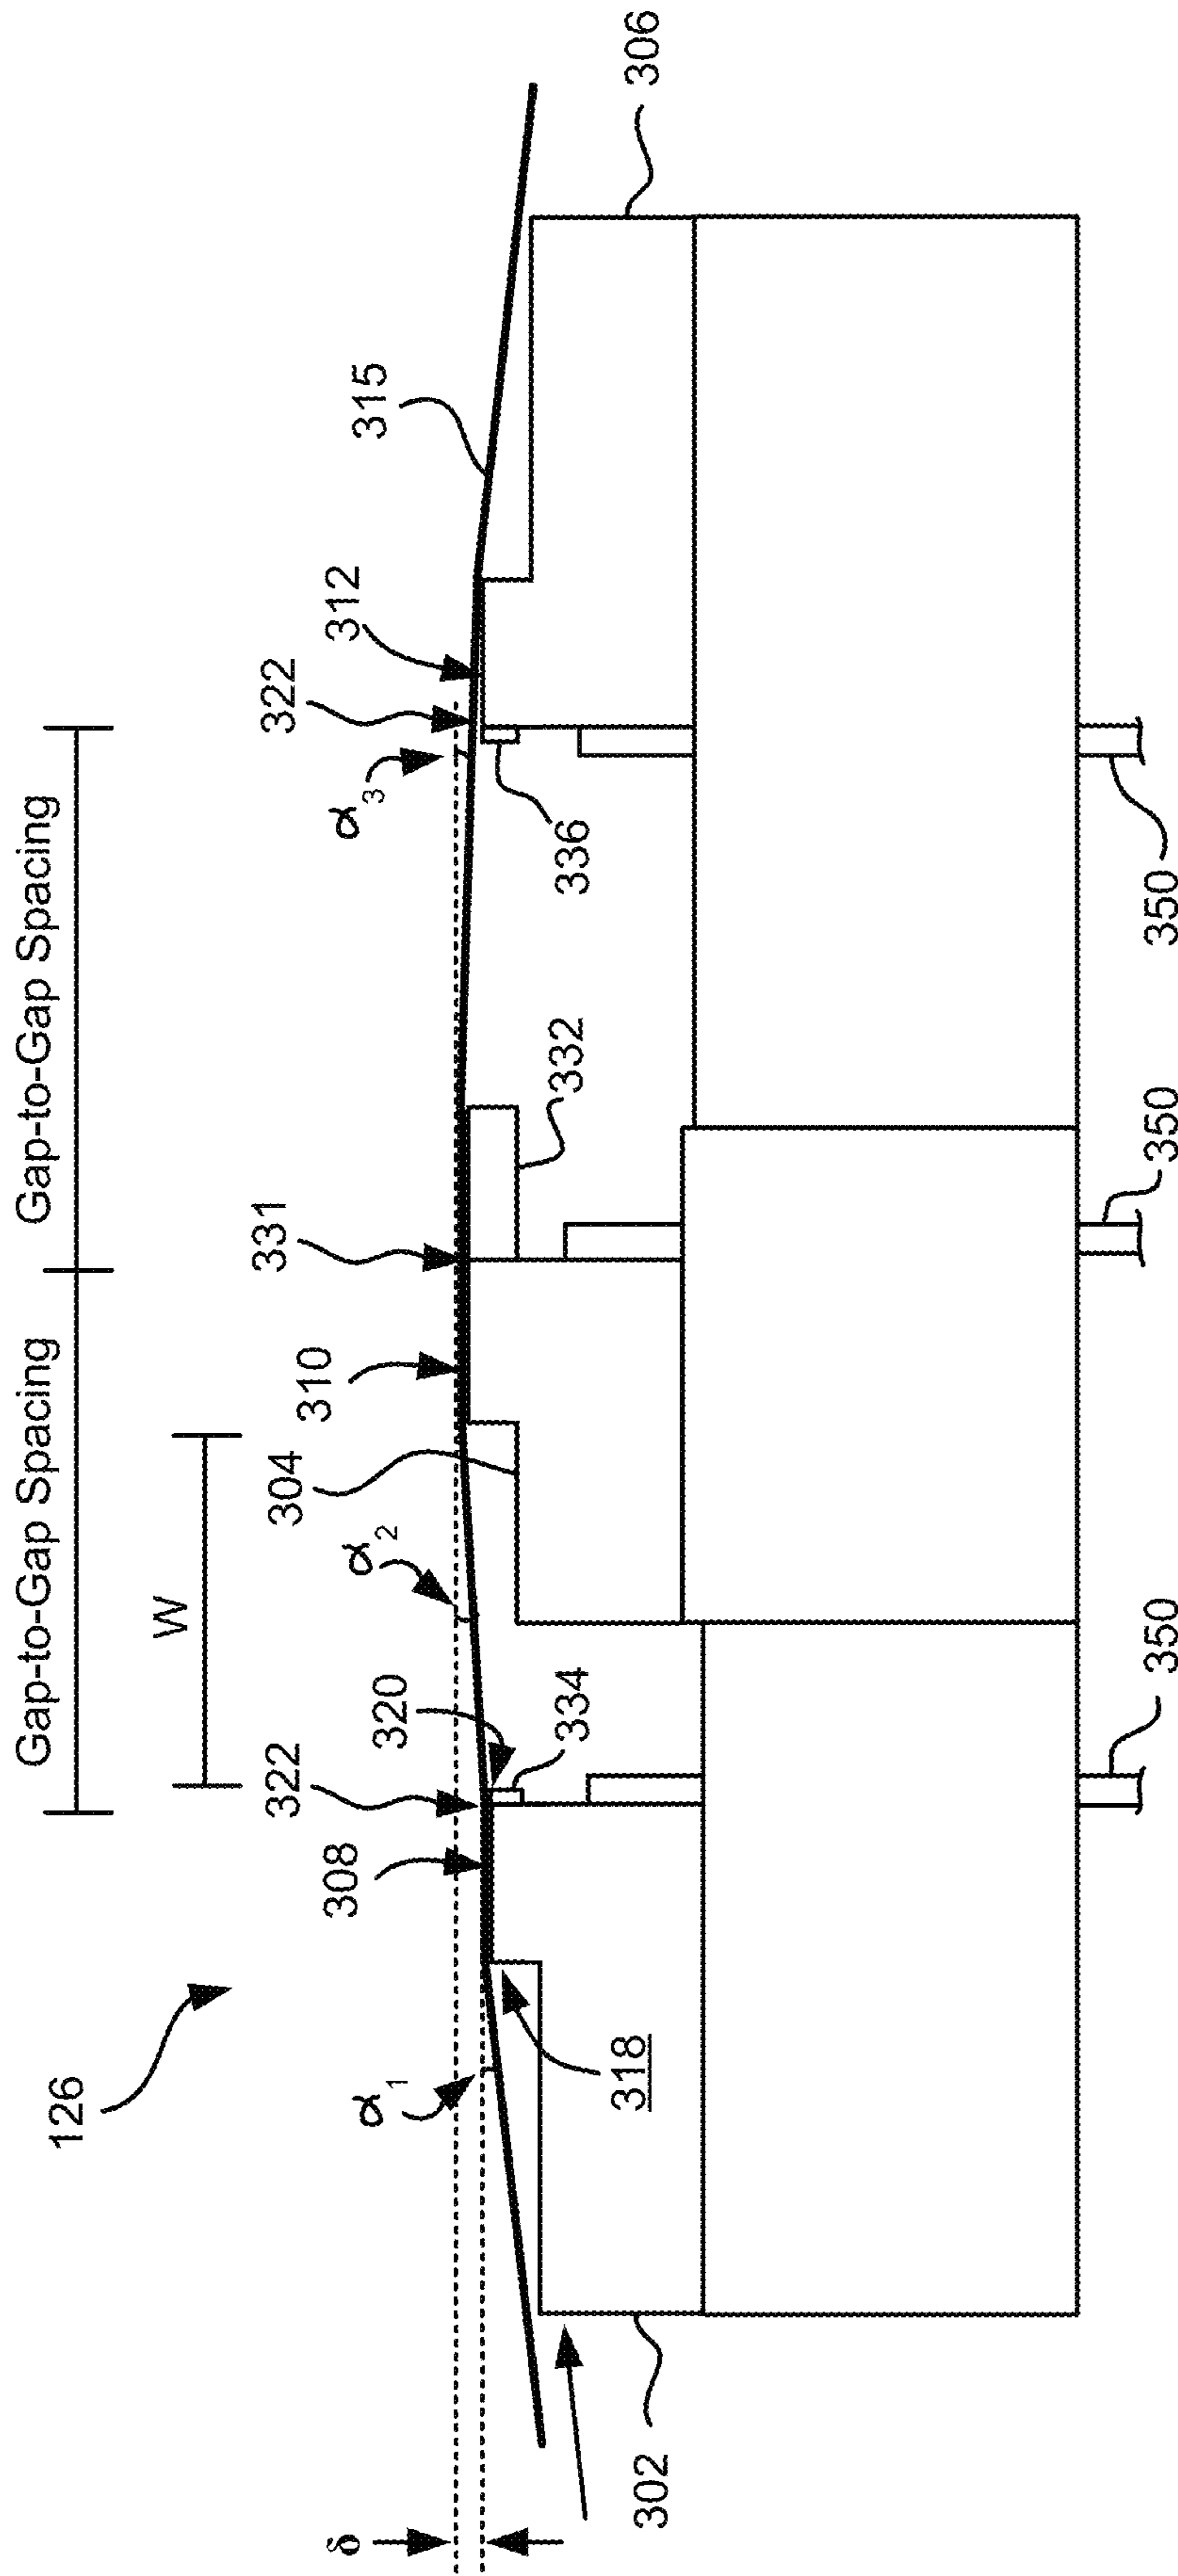 Gap-to-Gap Spacing
Gap-to-Gap Spacing
W
126
308
322
320
334
α₂
304
310
331
332
α₃
322
312
315
336
306
δ
α₁
318
302
350
350
350